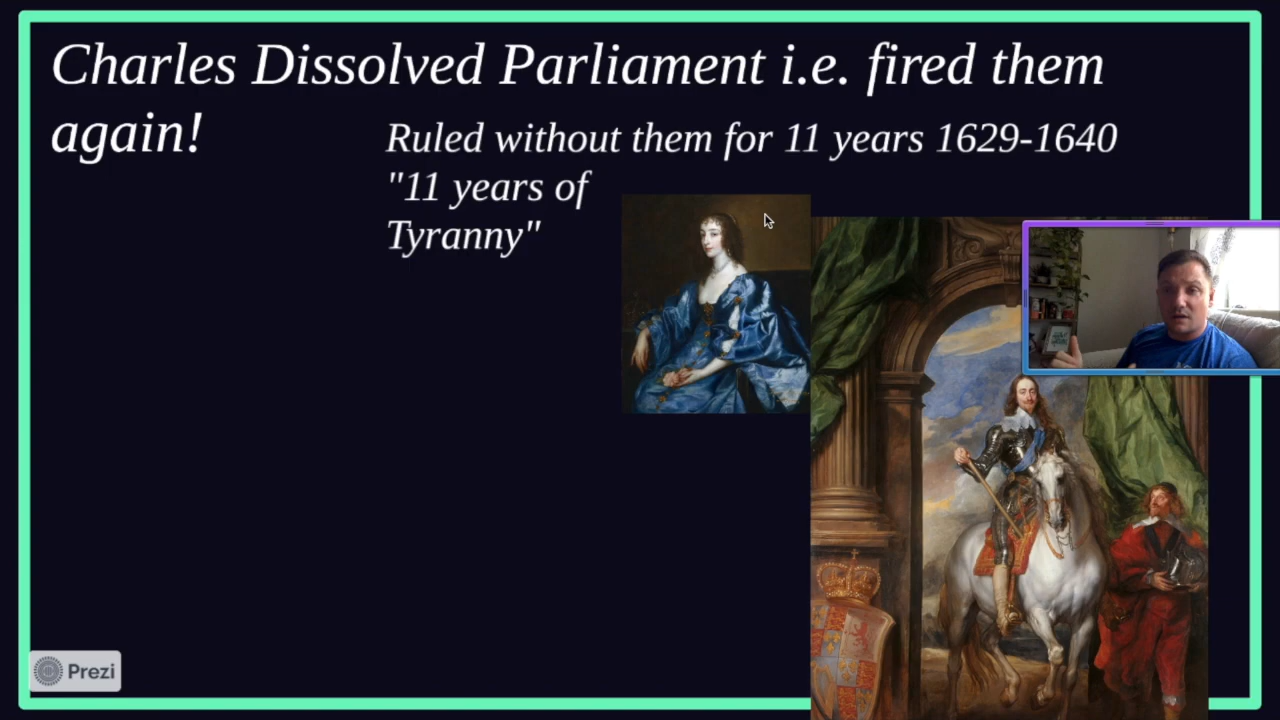 Charles Dissolved Parliament i.e. fired them
again!
Ruled without them for 11 years 1629-1640
"11 years of
Tyranny"
Prezi